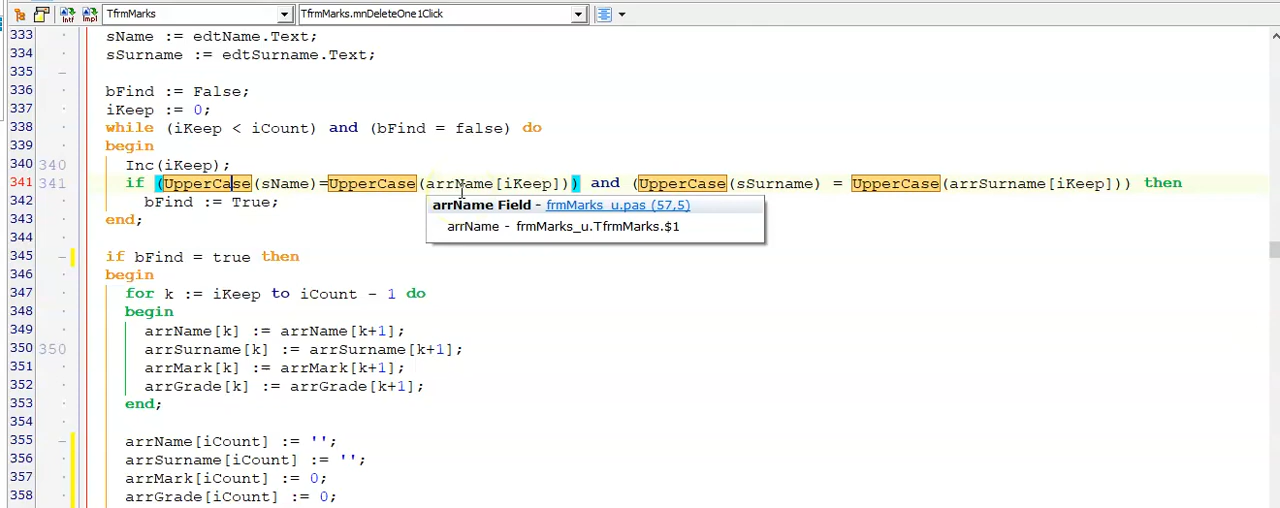 Intf Impl TfrmMarks TfrmMarks.mnDeleteOne1Click
333 sName := edtName.Text;
334 sSurname := edtSurname.Text;
335
336 bFind := False;
337 iKeep := 0;
338 while (iKeep < iCount) and (bFind = false) do
339 begin
340 340 Inc(iKeep);
341 341 if (UpperCase(sName)=UpperCase(arrName[iKeep])) and (UpperCase(sSurname) = UpperCase(arrSurname[iKeep])) then
342 bFind := True;
arrName Field - frmMarks_u.pas (57,5)
343 end;
arrName - frmMarks_u.TfrmMarks.$1
344
345 if bFind = true then
346 begin
347 for k := iKeep to iCount - 1 do
348 begin
349 arrName[k] := arrName[k+1];
350 350 arrSurname[k] := arrSurname[k+1];
351 arrMark[k] := arrMark[k+1];
352 arrGrade[k] := arrGrade[k+1];
353 end;
354
355 arrName[iCount] := '';
356 arrSurname[iCount] := '';
357 arrMark[iCount] := 0;
358 arrGrade[iCount] := 0;